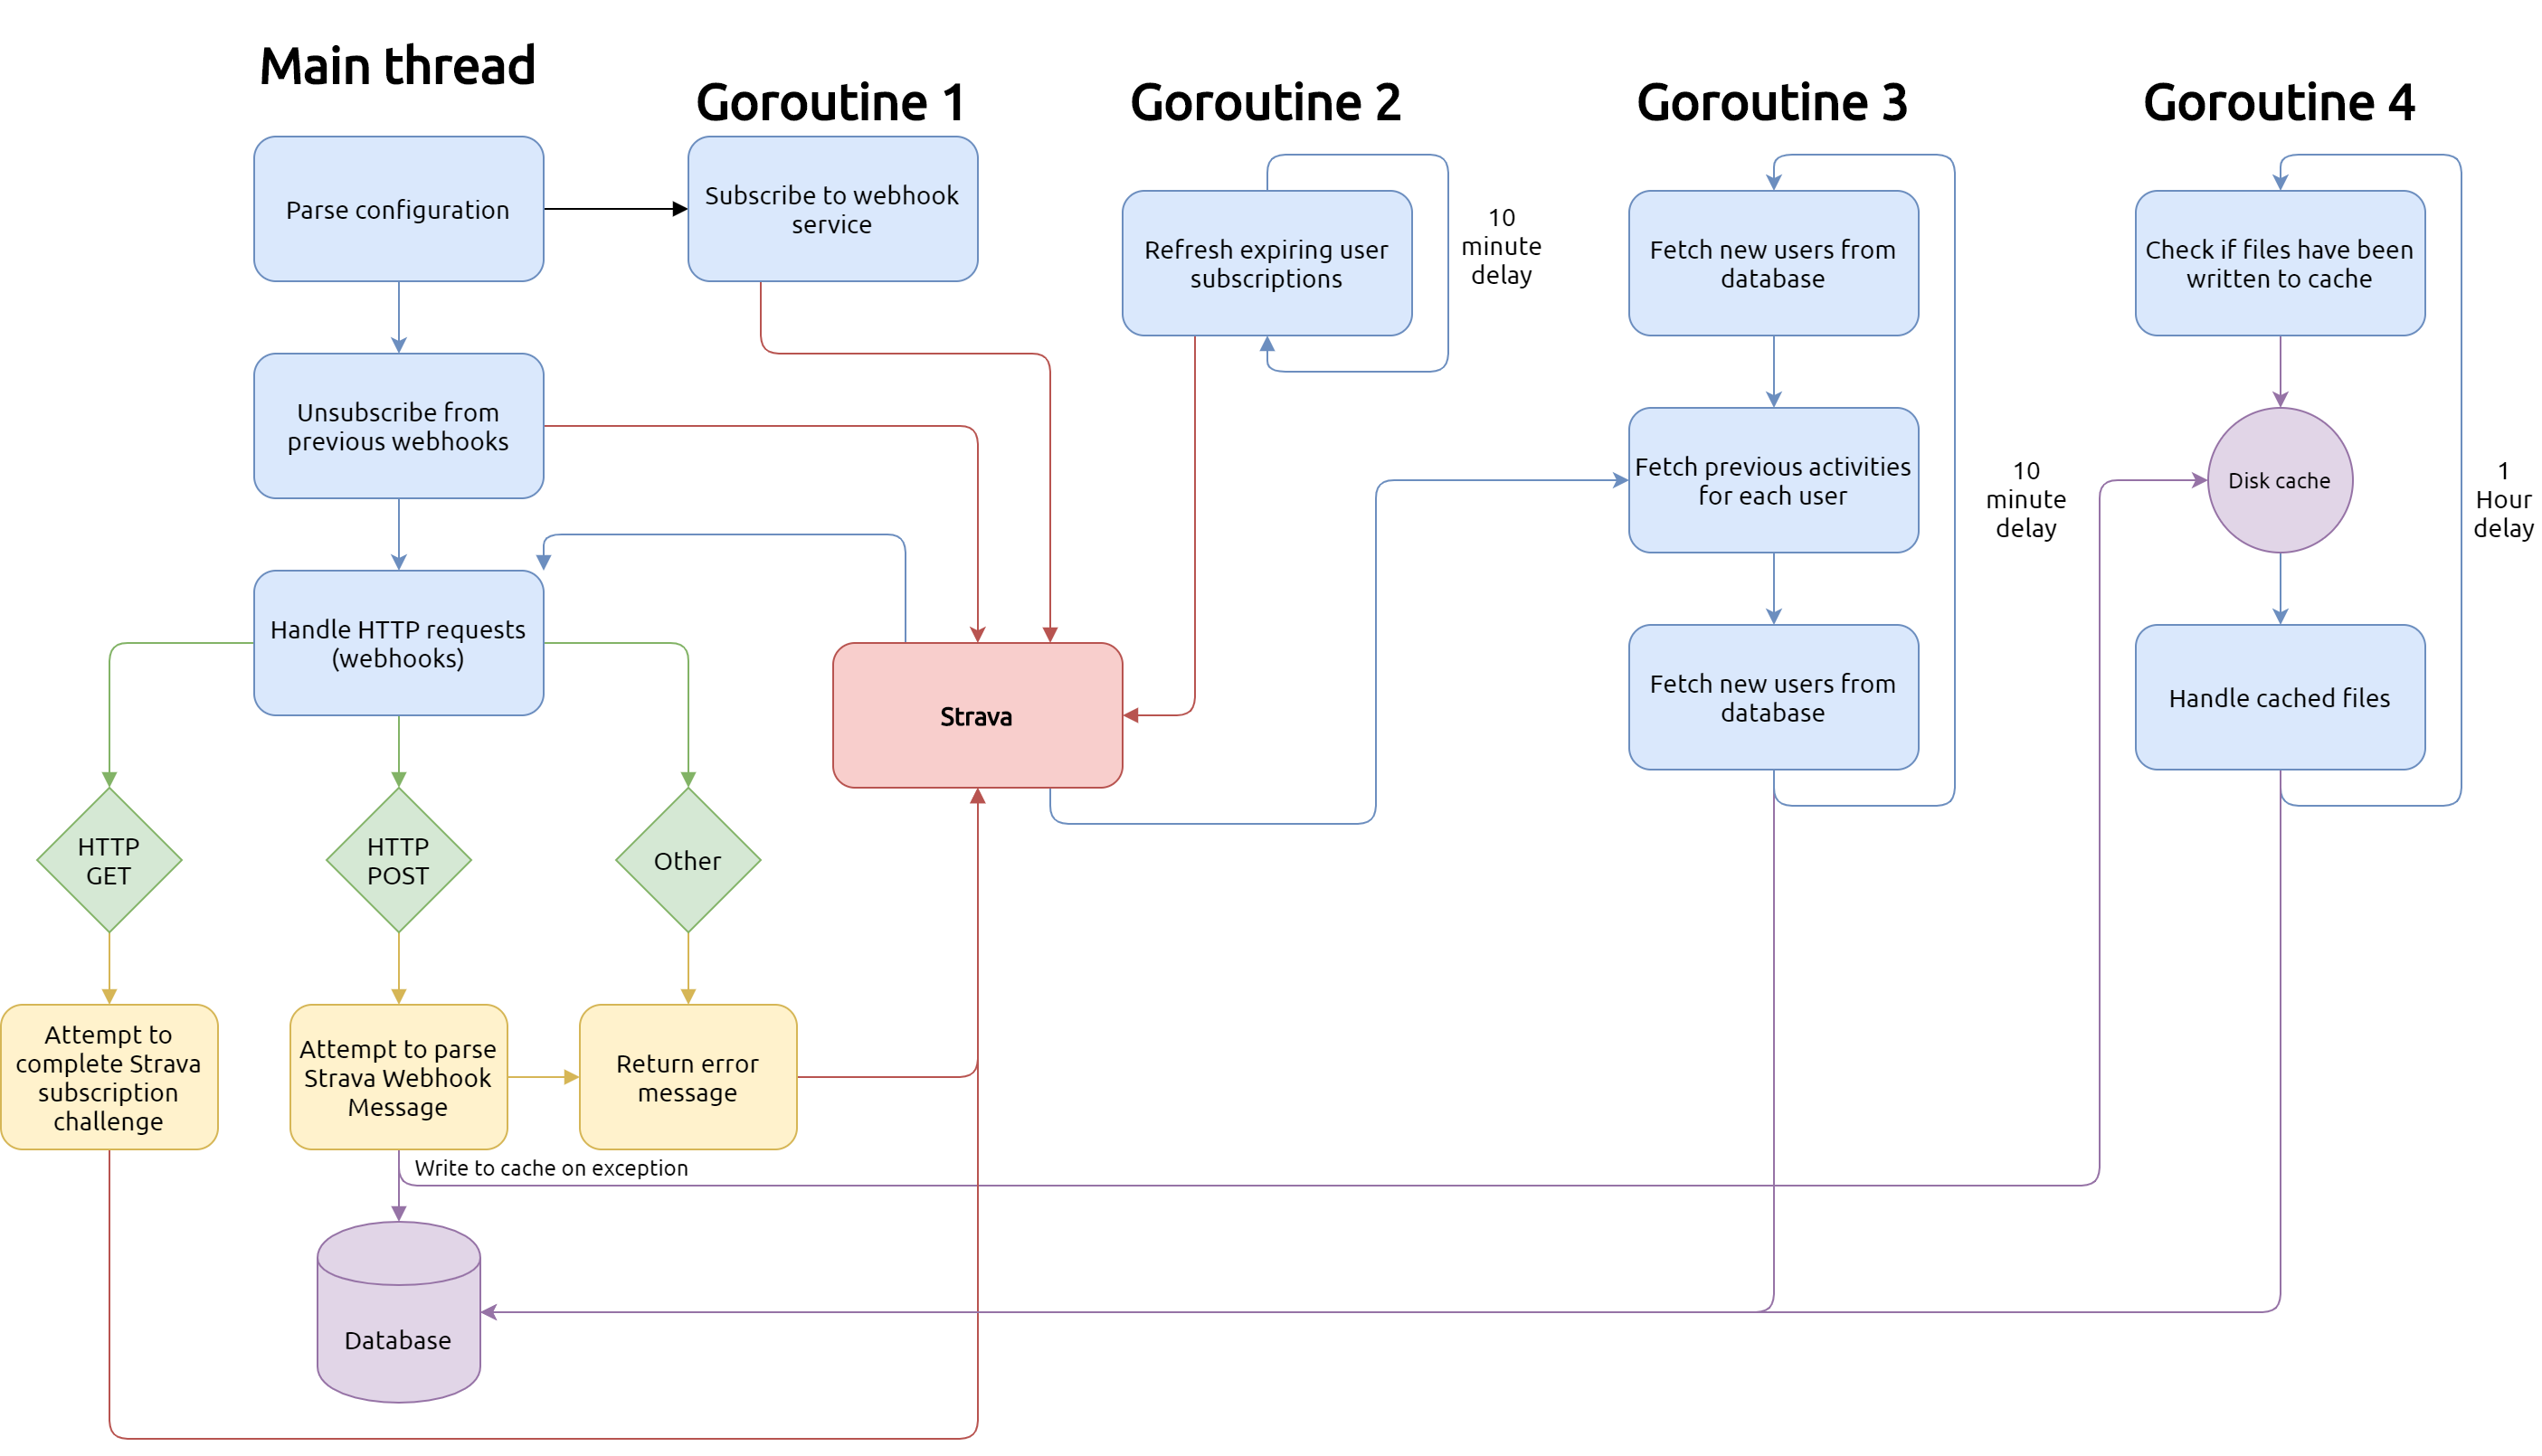 Main thread
Goroutine 1
Goroutine 2
Goroutine 3
Goroutine 4
Parse configuration
Subscribe to webhook
service
Refresh expiring user
subscriptions
10
minute
delay
Fetch new users from
database
Check if files have been
written to cache
Unsubscribe from
previous webhooks
Fetch previous activities
for each user
10
minute
delay
Disk cache
1
Hour
delay
Handle HTTP requests
(webhooks)
Strava
Fetch new users from
database
Handle cached files
HTTP
GET
HTTP
POST
Other
Attempt to
complete Strava
subscription
challenge
Attempt to parse
Strava Webhook
Message
Return error
message
Write to cache on exception
Database